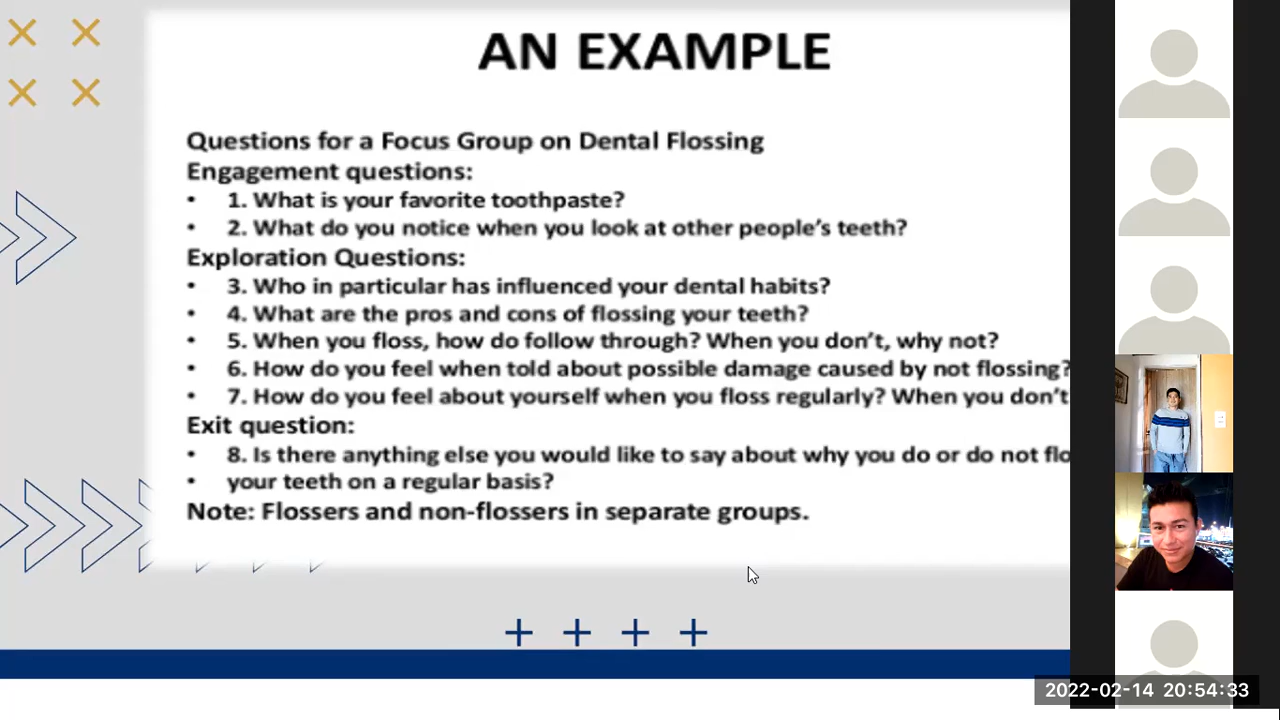 AN EXAMPLE
Questions for a Focus Group on Dental Flossing
Engagement questions:
• 1. What is your favorite toothpaste?
• 2. What do you notice when you look at other people's teeth?
Exploration Questions:
• 3. Who in particular has influenced your dental habits?
• 4. What are the pros and cons of flossing your teeth?
• 5. When you floss, how do follow through? When you don't, why not?
• 6. How do you feel when told about possible damage caused by not flossing?
• 7. How do you feel about yourself when you floss regularly? When you don't
Exit question:
• 8. Is there anything else you would like to say about why you do or do not flo
• your teeth on a regular basis?
Note: Flossers and non-flossers in separate groups.
2022-02-14 20:54:33